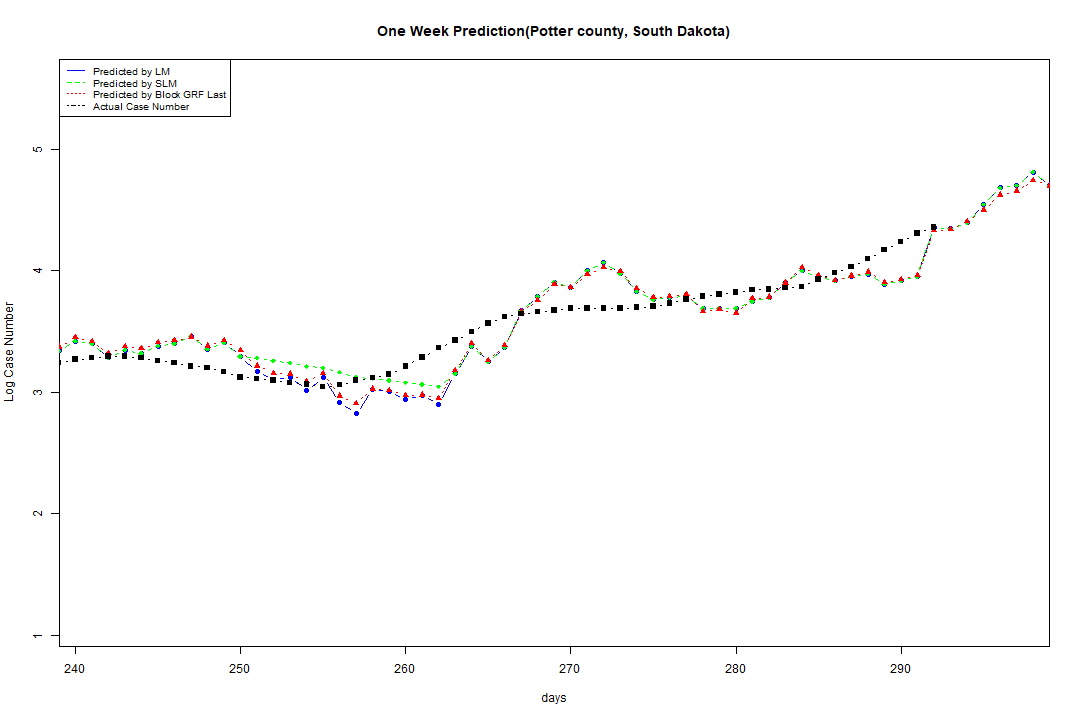 One Week Prediction(Potter county, South Dakota)
Predicted by LM
Predicted by SLM
Predicted by Block GRF Last
Actual Case Number
5
4
3
2
1
Log Case Number
240 250 260 270 280 290
days